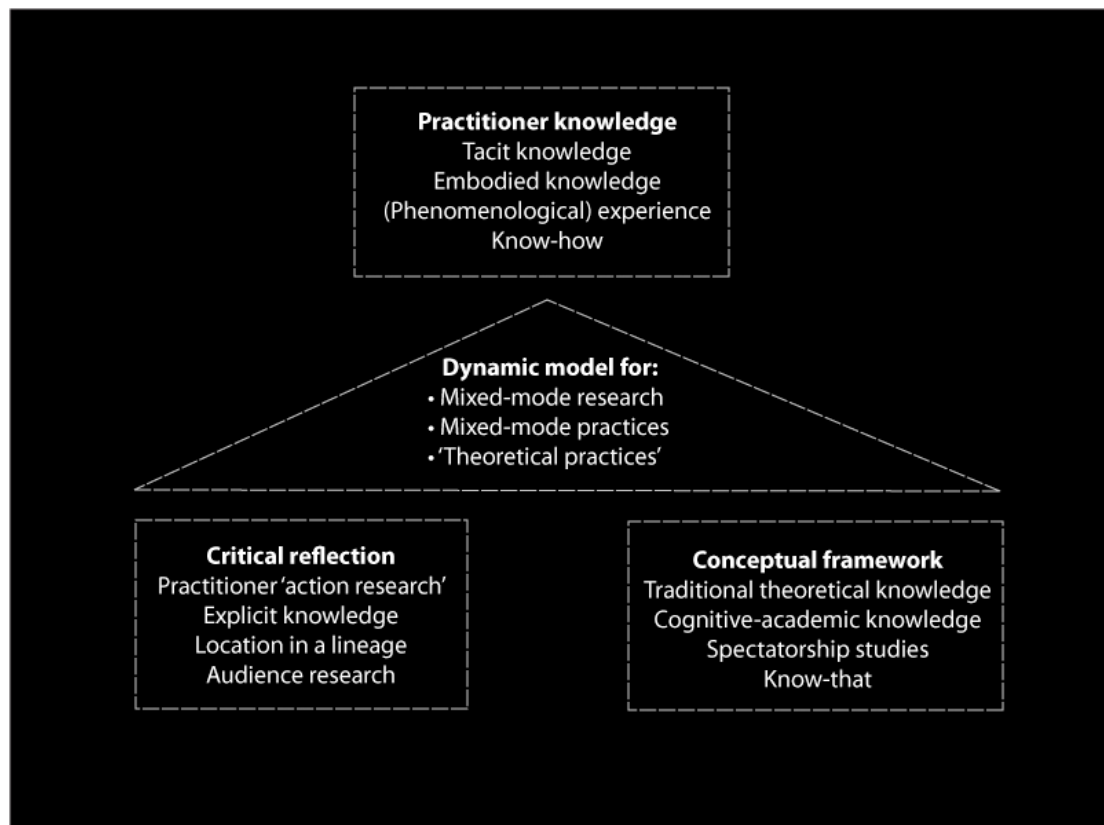 Practitioner knowledge
Tacit knowledge
Embodied knowledge
(Phenomenological) experience
Know-how
Dynamic model for:
• Mixed-mode research
• Mixed-mode practices
• ‘Theoretical practices’
Critical reflection
Practitioner ‘action research’
Explicit knowledge
Location in a lineage
Audience research
Conceptual framework
Traditional theoretical knowledge
Cognitive-academic knowledge
Spectatorship studies
Know-that